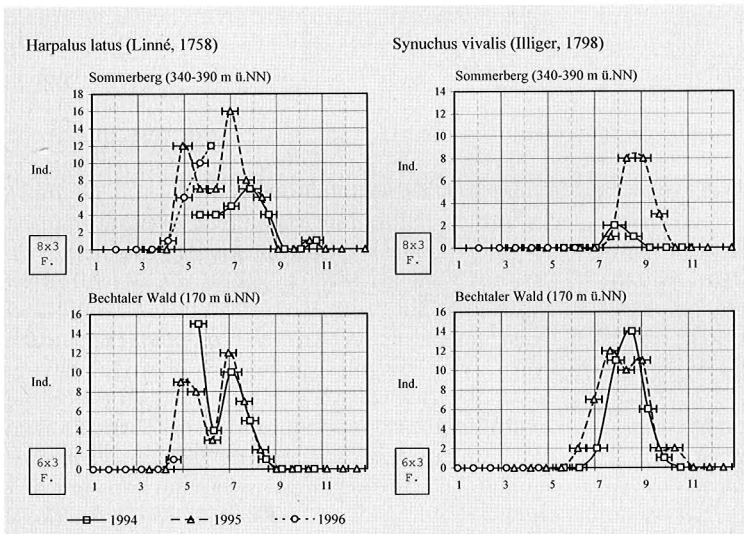 Harpalus latus (Linné, 1758)
Sommerberg (340-390 m ü.NN)
18
16
14
12
10
8
6
4
2
0
Ind.
8x3
F.
1 3 5 7 9 11
Bechtaler Wald (170 m ü.NN)
16
14
12
10
8
6
4
2
0
Ind.
6x3
F.
1 3 5 7 9 11
Synuchus vivalis (Illiger, 1798)
Sommerberg (340-390 m ü.NN)
14
12
10
8
6
4
2
0
Ind.
8x3
F.
1 3 5 7 9 11
Bechtaler Wald (170 m ü.NN)
16
14
12
10
8
6
4
2
0
Ind.
6x3
F.
1 3 5 7 9 11
1994 1995 1996